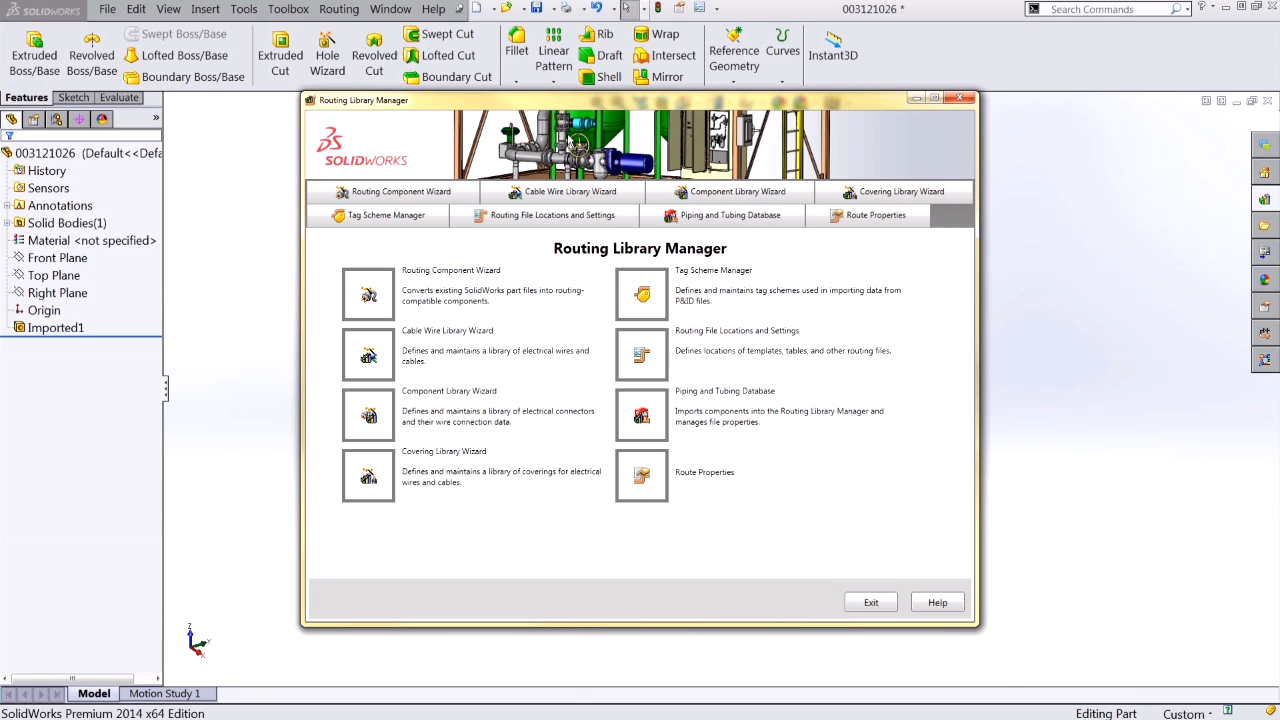 SOLIDWORKS File Edit View Insert Tools Toolbox Routing Window Help 003121026 * Search Commands
Extruded Boss/Base
Revolved Boss/Base
Swept Boss/Base
Lofted Boss/Base
Boundary Boss/Base
Extruded Cut
Hole Wizard
Revolved Cut
Swept Cut
Lofted Cut
Boundary Cut
Fillet
Linear Pattern
Rib
Draft
Shell
Wrap
Intersect
Mirror
Reference Geometry
Curves
Instant3D
Features Sketch Evaluate
003121026 (Default<<Defa
History
Sensors
Annotations
Solid Bodies(1)
Material <not specified>
Front Plane
Top Plane
Right Plane
Origin
Imported1
Routing Library Manager
SOLIDWORKS
Routing Component Wizard Cable Wire Library Wizard Component Library Wizard Covering Library Wizard
Tag Scheme Manager Routing File Locations and Settings Piping and Tubing Database Route Properties
Routing Library Manager
Routing Component Wizard
Converts existing SolidWorks part files into routing-
compatible components.
Cable Wire Library Wizard
Defines and maintains a library of electrical wires and
cables.
Component Library Wizard
Defines and maintains a library of electrical connectors
and their wire connection data.
Covering Library Wizard
Defines and maintains a library of coverings for electrical
wires and cables.
Tag Scheme Manager
Defines and maintains tag schemes used in importing data from
P&ID files.
Routing File Locations and Settings
Defines locations of templates, tables, and other routing files.
Piping and Tubing Database
Imports components into the Routing Library Manager and
manages file properties.
Route Properties
Exit Help
Z
Y
X
Model Motion Study 1
SolidWorks Premium 2014 x64 Edition Editing Part Custom